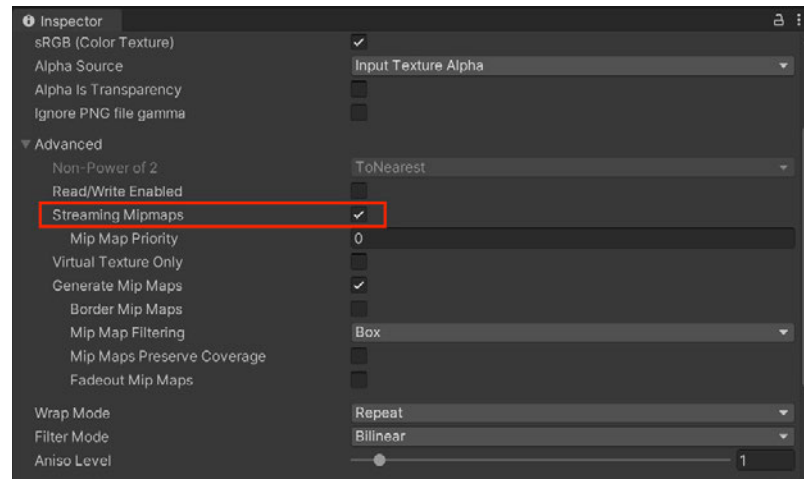 Inspector
sRGB (Color Texture)
Alpha Source Input Texture Alpha
Alpha Is Transparency
Ignore PNG file gamma
Advanced
Non-Power of 2 ToNearest
Read/Write Enabled
Streaming Mipmaps
Mip Map Priority 0
Virtual Texture Only
Generate Mip Maps
Border Mip Maps
Mip Map Filtering Box
Mip Maps Preserve Coverage
Fadeout Mip Maps
Wrap Mode Repeat
Filter Mode Bilinear
Aniso Level 1